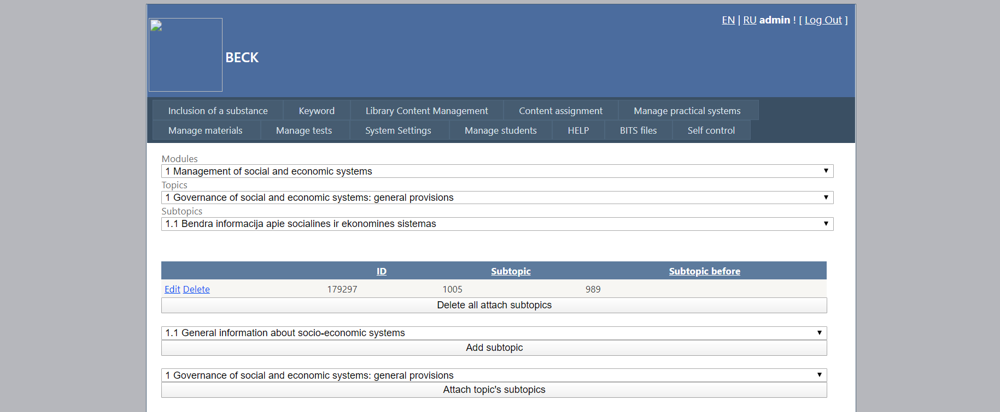 EN | RU admin ! [ Log Out ]
BECK
Inclusion of a substance Keyword Library Content Management Content assignment Manage practical systems
Manage materials Manage tests System Settings Manage students HELP BITS files Self control
Modules
1 Management of social and economic systems
Topics
1 Governance of social and economic systems: general provisions
Subtopics
1.1 Bendra informacija apie socialines ir ekonomines sistemas
ID Subtopic Subtopic before
Edit Delete 179297 1005 989
Delete all attach subtopics
1.1 General information about socio-economic systems
Add subtopic
1 Governance of social and economic systems: general provisions
Attach topic's subtopics